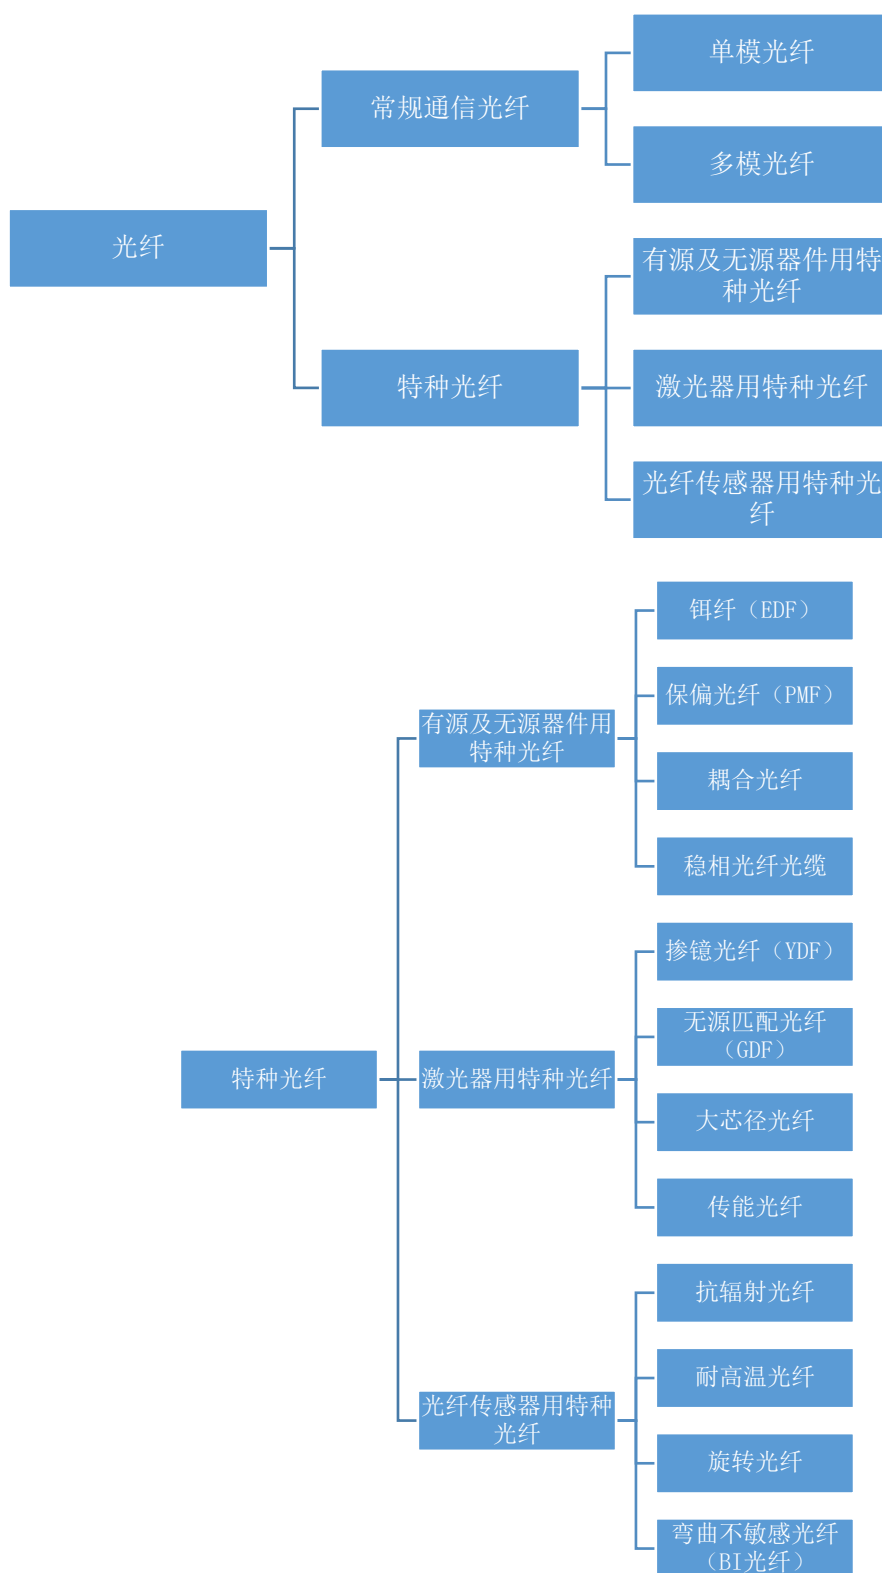 单模光纤
常规通信光纤
多模光纤
光纤
有源及无源器件用特
种光纤
特种光纤
激光器用特种光纤
光纤传感器用特种光
纤
铒纤（EDF）
保偏光纤（PMF）
有源及无源器件用
特种光纤
耦合光纤
稳相光纤光缆
掺镜光纤（YDF）
无源匹配光纤
（GDF）
特种光纤
激光器用特种光纤
大芯径光纤
传能光纤
抗辐射光纤
耐高温光纤
光纤传感器用特种
光纤
旋转光纤
弯曲不敏感光纤
（BI光纤）